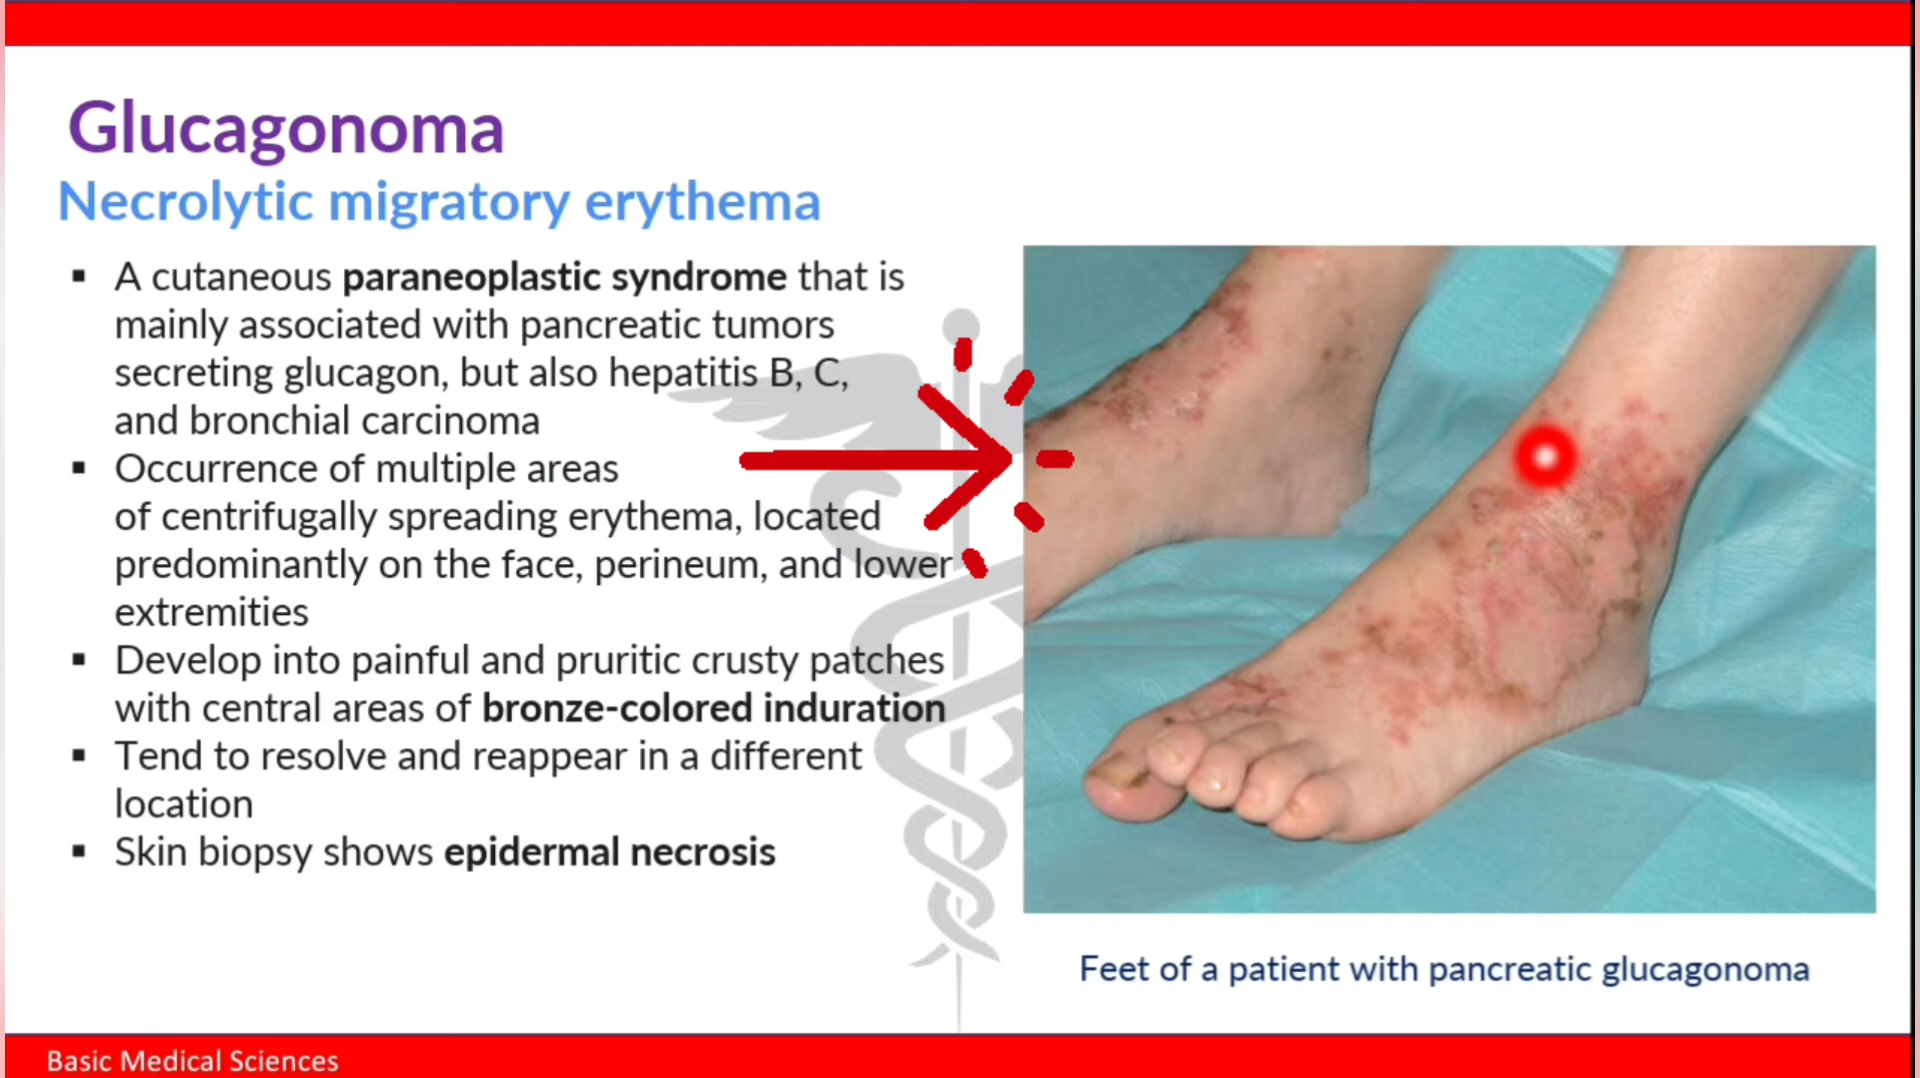 Glucagonoma
Necrolytic migratory erythema
▪ A cutaneous paraneoplastic syndrome that is
mainly associated with pancreatic tumors
secreting glucagon, but also hepatitis B, C,
and bronchial carcinoma
▪ Occurrence of multiple areas
of centrifugally spreading erythema, located
predominantly on the face, perineum, and lower
extremities
▪ Develop into painful and pruritic crusty patches
with central areas of bronze-colored induration
▪ Tend to resolve and reappear in a different
location
▪ Skin biopsy shows epidermal necrosis
Feet of a patient with pancreatic glucagonoma
Basic Medical Sciences